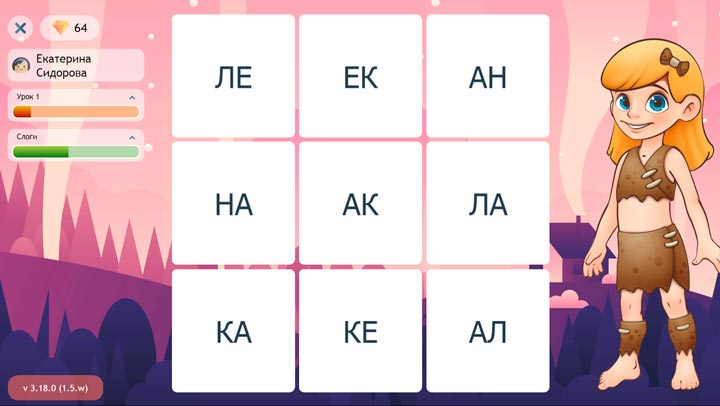 64
Екатерина
Сидорова
Урок 1
Слоги
ЛЕ ЕК АН
НА АК ЛА
КА КЕ АЛ
v 3.18.0 (1.5.w)